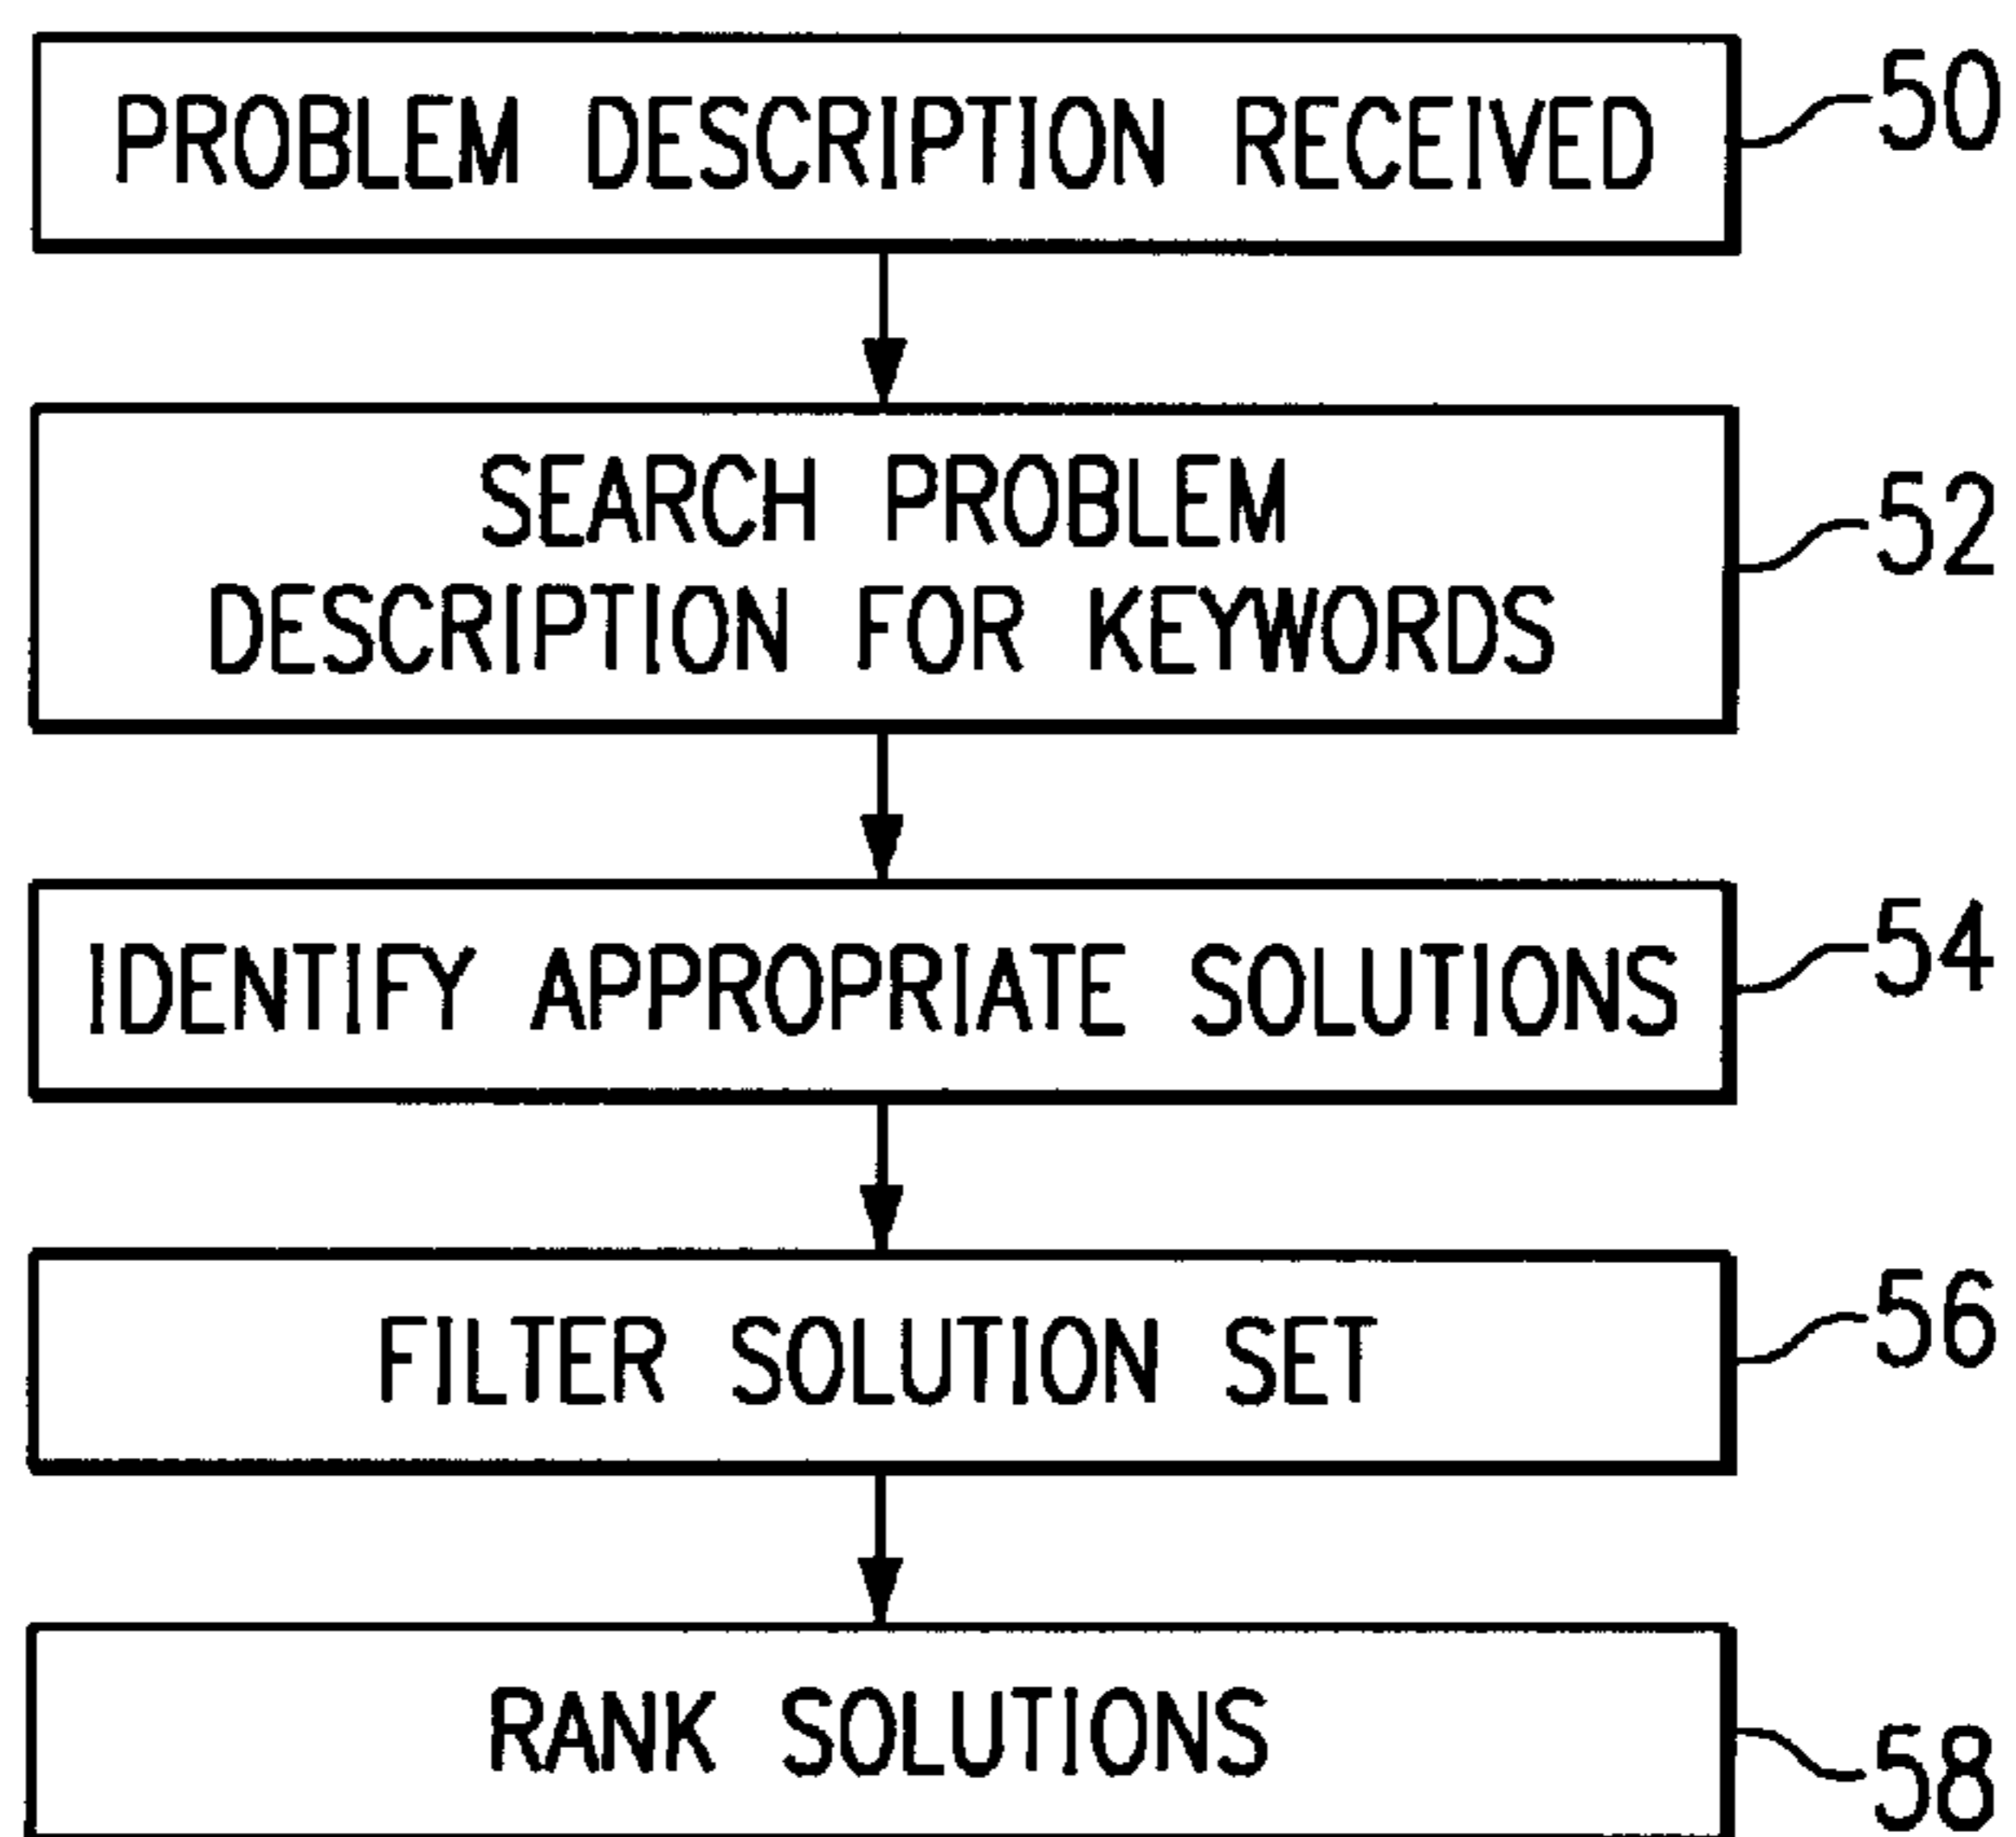 PROBLEM DESCRIPTION RECEIVED
50
SEARCH PROBLEM
DESCRIPTION FOR KEYWORDS
52
IDENTIFY APPROPRIATE SOLUTIONS
54
FILTER SOLUTION SET
56
RANK SOLUTIONS
58